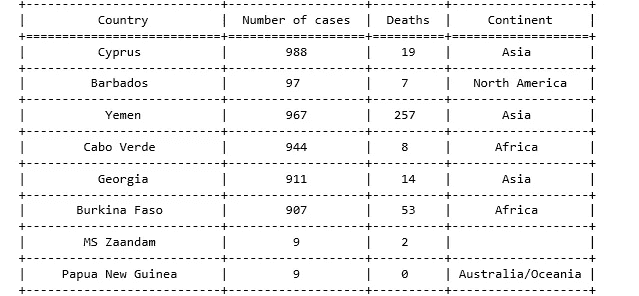 +---------------------------+-------------------+----------+-------------------+
| Country | Number of cases | Deaths | Continent |
+===========================+===================+==========+===================+
| Cyprus | 988 | 19 | Asia |
+---------------------------+-------------------+----------+-------------------+
| Barbados | 97 | 7 | North America |
+---------------------------+-------------------+----------+-------------------+
| Yemen | 967 | 257 | Asia |
+---------------------------+-------------------+----------+-------------------+
| Cabo Verde | 944 | 8 | Africa |
+---------------------------+-------------------+----------+-------------------+
| Georgia | 911 | 14 | Asia |
+---------------------------+-------------------+----------+-------------------+
| Burkina Faso | 907 | 53 | Africa |
+---------------------------+-------------------+----------+-------------------+
| MS Zaandam | 9 | 2 | |
+---------------------------+-------------------+----------+-------------------+
| Papua New Guinea | 9 | 0 | Australia/Oceania |
+---------------------------+-------------------+----------+-------------------+